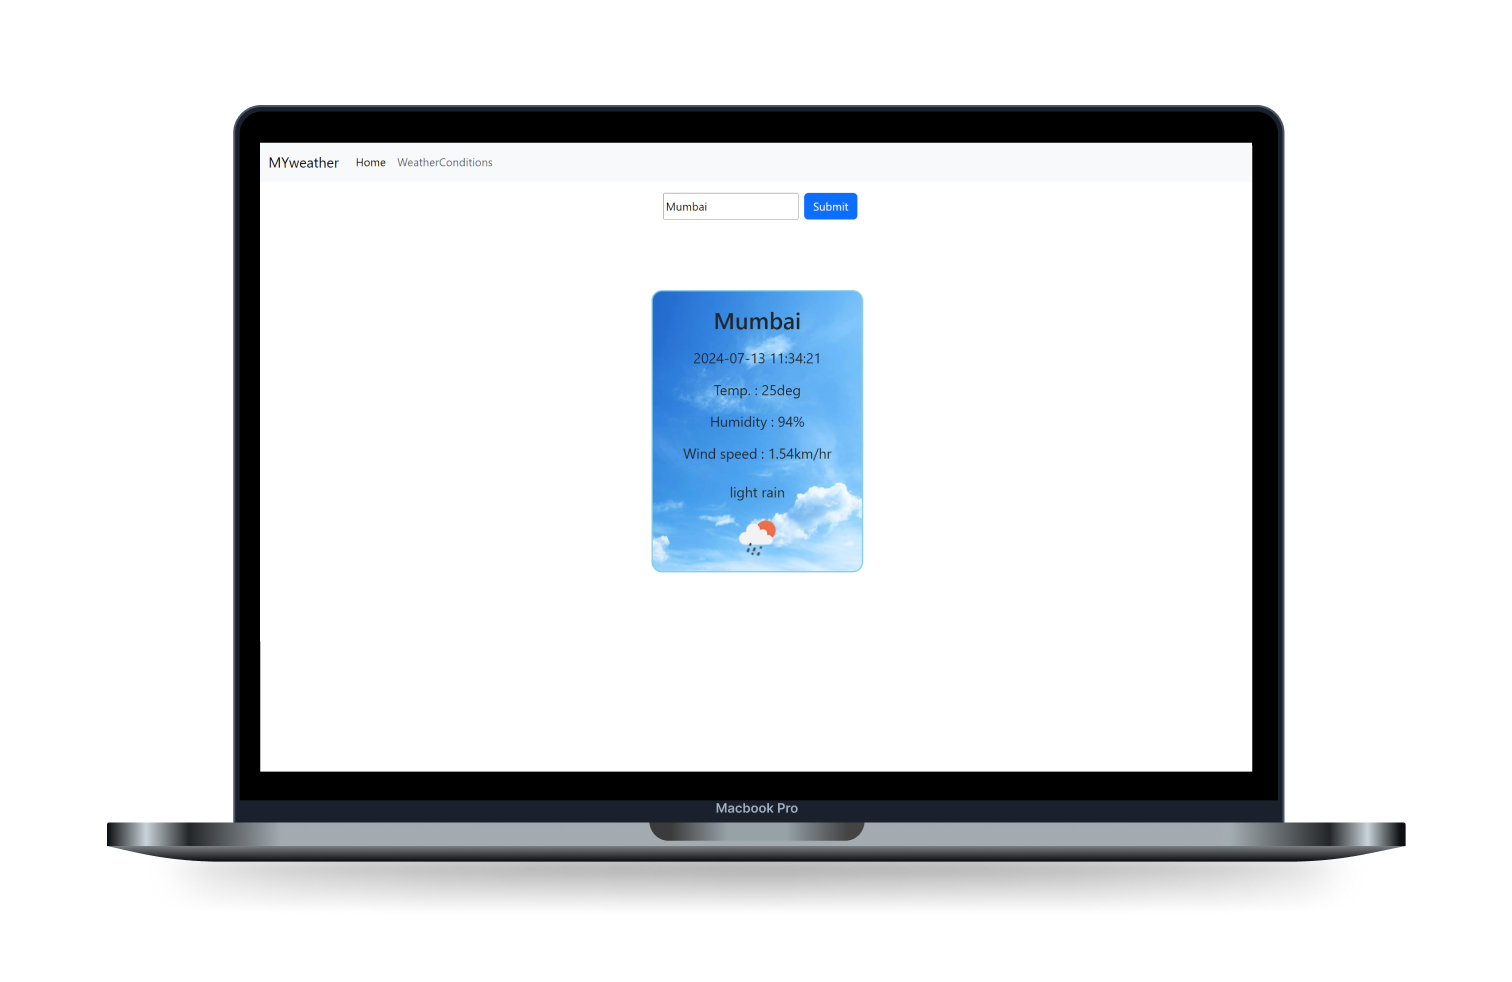 MYweather Home WeatherConditions
Mumbai Submit
Mumbai
2024-07-13 11:34:21
Temp. : 25deg
Humidity : 94%
Wind speed : 1.54km/hr
light rain
Macbook Pro